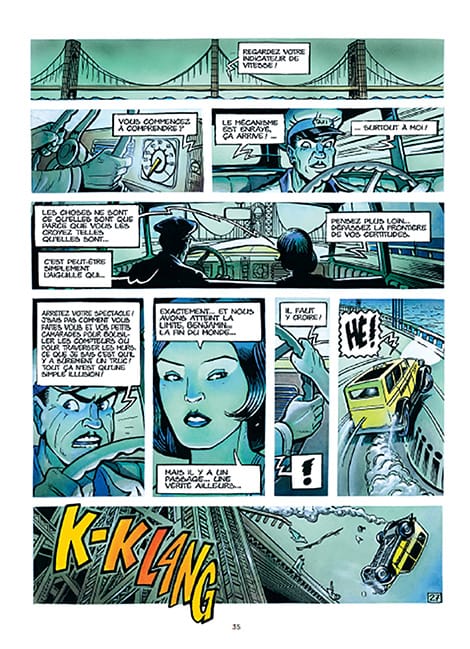 REGARDEZ VOTRE
INDICATEUR DE
VITESSE!
VOUS COMMENCEZ
À COMPRENDRE?
LE MÉCANISME
EST ENRAYÉ,
ÇA ARRIVE!...
... SURTOUT À MOI!
TAXI
LES CHOSES NE SONT
CE QU'ELLES SONT QUE
PARCE QUE VOUS LES
CROYEZ TELLES
QU'ELLES SONT...
PENSEZ PLUS LOIN...
DÉPASSEZ LA FRONTIÈRE
DE VOS CERTITUDES.
C'EST PEUT-ÊTRE
SIMPLEMENT
L'AIGUILLE QUI...
ARRETEZ VOTRE SPECTACLE!
J'SAIS PAS COMMENT VOUS
FAITES VOUS ET VOS PETITS
CAMARADES POUR BOUSIL-
LER LES COMPTEURS OU
POUR TRAVERSER LES MURS.
CE QUE JE SAIS C'EST QU'IL
Y A SÛREMENT UN TRUC!
TOUT ÇA N'EST QU'UNE
SIMPLE ILLUSION!
EXACTEMENT... ET NOUS
AVONS ATTEINT LA
LIMITE, BENJAMIN...
LA FIN DU MONDE...
MAIS IL Y A UN
PASSAGE... UNE
VÉRITÉ AILLEURS...
IL FAUT
Y CROIRE!
!
HÉ!
K-KLANG
27
35